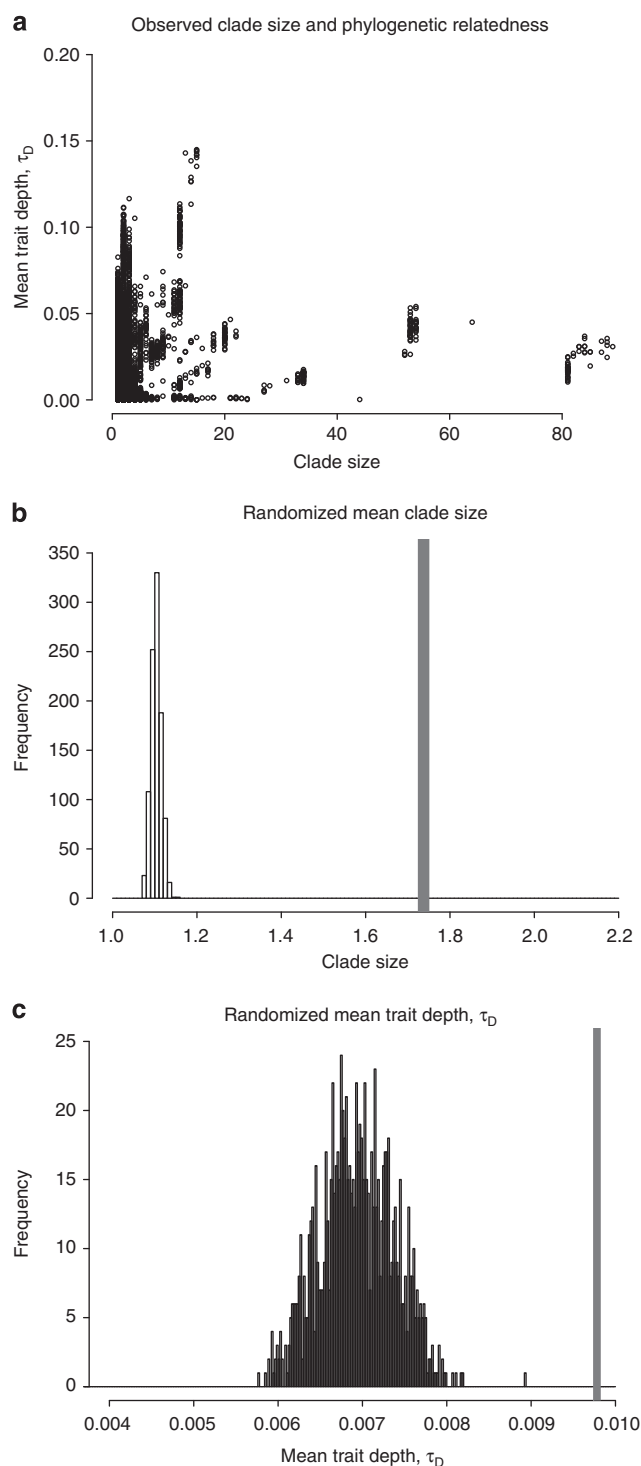 a
Observed clade size and phylogenetic relatedness
Mean trait depth, τD
0.20
0.15
0.10
0.05
0.00
0 20 40 60 80
Clade size
b
Randomized mean clade size
Frequency
350
300
250
200
150
100
50
0
1.0 1.2 1.4 1.6 1.8 2.0 2.2
Clade size
c
Randomized mean trait depth, τD
Frequency
25
20
15
10
5
0
0.004 0.005 0.006 0.007 0.008 0.009 0.010
Mean trait depth, τD